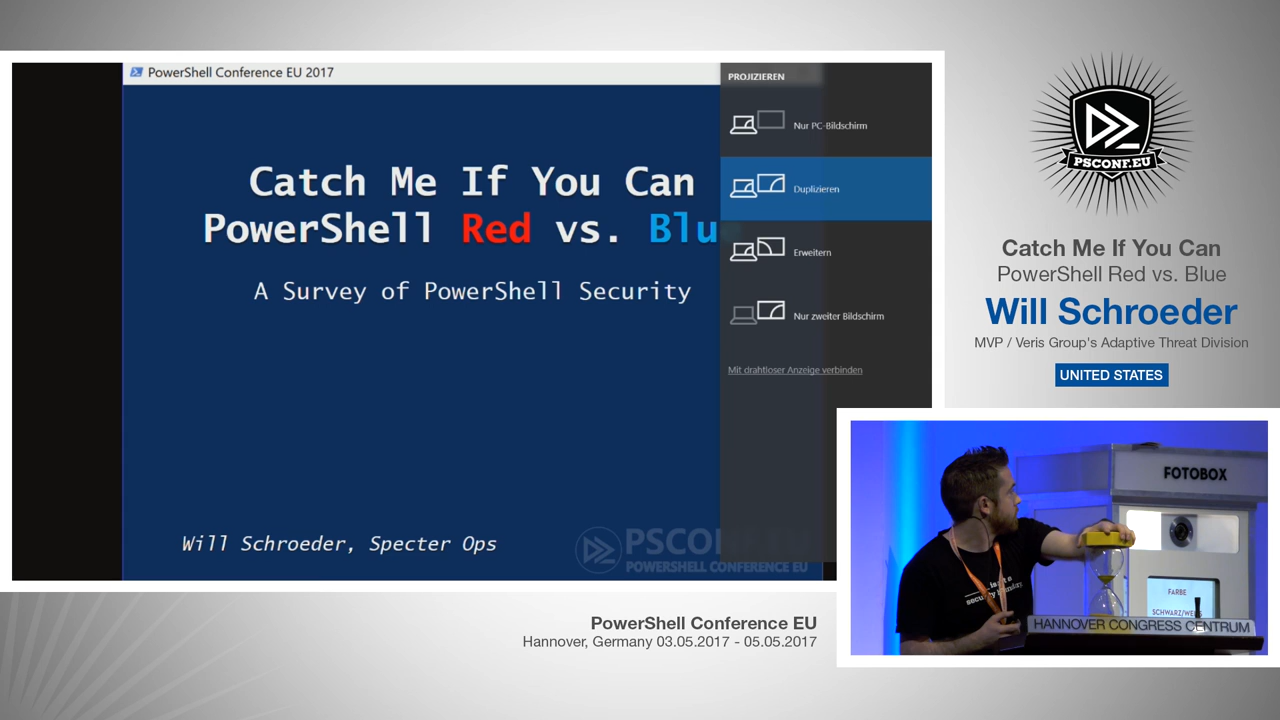 PowerShell Conference EU 2017
Catch Me If You Can
PowerShell Red vs. Blu
A Survey of PowerShell Security
Will Schroeder, Specter Ops
PSCONF.EU
POWERSHELL CONFERENCE EU
PROJIZIEREN
Nur PC-Bildschirm
Duplizieren
Erweitern
Nur zweiter Bildschirm
Mit drahtloser Anzeige verbinden
PSCONF.EU
Catch Me If You Can
PowerShell Red vs. Blue
Will Schroeder
MVP / Veris Group's Adaptive Threat Division
UNITED STATES
FOTOBOX
FARBE
SCHWARZ/WEI
HANNOVER CONGRESS CENTRUM
PowerShell Conference EU
Hannover, Germany 03.05.2017 - 05.05.2017